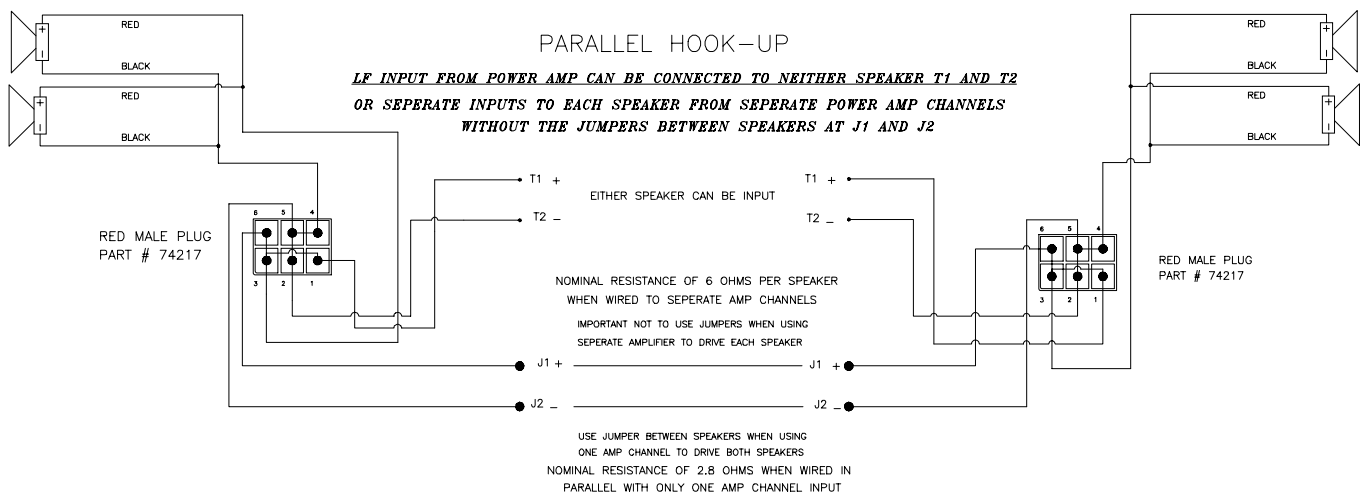 PARALLEL HOOK-UP
LF INPUT FROM POWER AMP CAN BE CONNECTED TO NEITHER SPEAKER T1 AND T2
OR SEPERATE INPUTS TO EACH SPEAKER FROM SEPERATE POWER AMP CHANNELS
WITHOUT THE JUMPERS BETWEEN SPEAKERS AT J1 AND J2
+
RED
-
BLACK
+
RED
-
BLACK
+
RED
-
BLACK
+
RED
-
BLACK
T1 +
T1 +
EITHER SPEAKER CAN BE INPUT
T2 -
T2 -
RED MALE PLUG
PART # 74217
6 5 4
3 2 1
6 5 4
3 2 1
RED MALE PLUG
PART # 74217
NOMINAL RESISTANCE OF 6 OHMS PER SPEAKER
WHEN WIRED TO SEPERATE AMP CHANNELS
IMPORTANT NOT TO USE JUMPERS WHEN USING
SEPERATE AMPLIFIER TO DRIVE EACH SPEAKER
J1 +
J1 +
J2 -
J2 -
USE JUMPER BETWEEN SPEAKERS WHEN USING
ONE AMP CHANNEL TO DRIVE BOTH SPEAKERS
NOMINAL RESISTANCE OF 2.8 OHMS WHEN WIRED IN
PARALLEL WITH ONLY ONE AMP CHANNEL INPUT